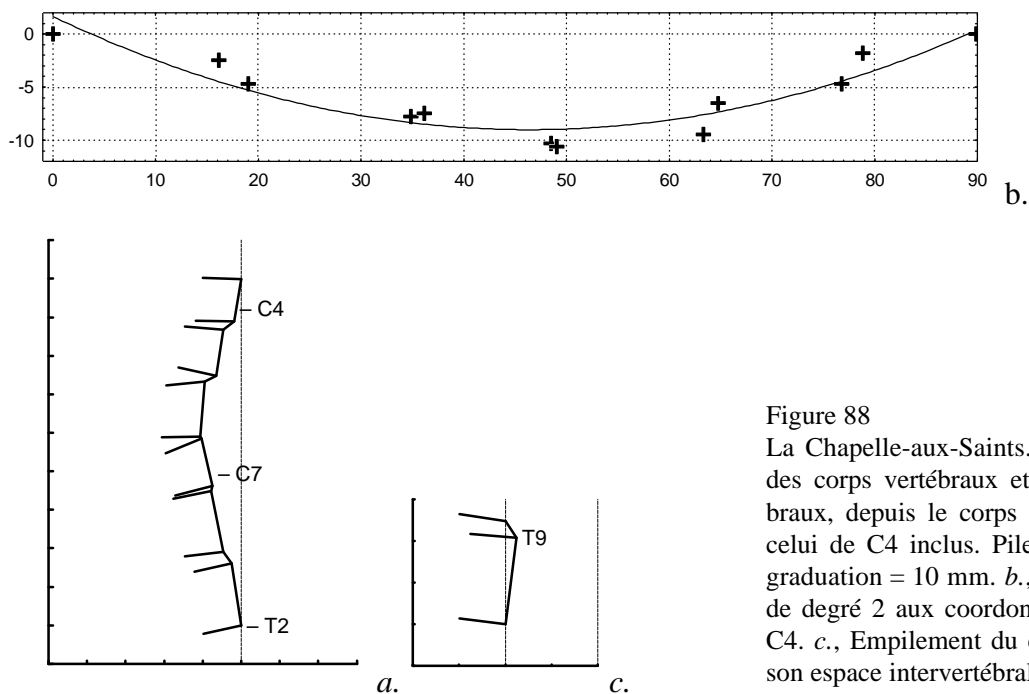 0
-5
-10
0 10 20 30 40 50 60 70 80 90
b.
– C4
– C7
– T2
a.
T9
c.
Figure 88
La Chapelle-aux-Saints.
des corps vertébraux et
braux, depuis le corps
celui de C4 inclus. Pile
graduation = 10 mm. b.,
de degré 2 aux coordon
C4. c., Empilement du
son espace intervertébral